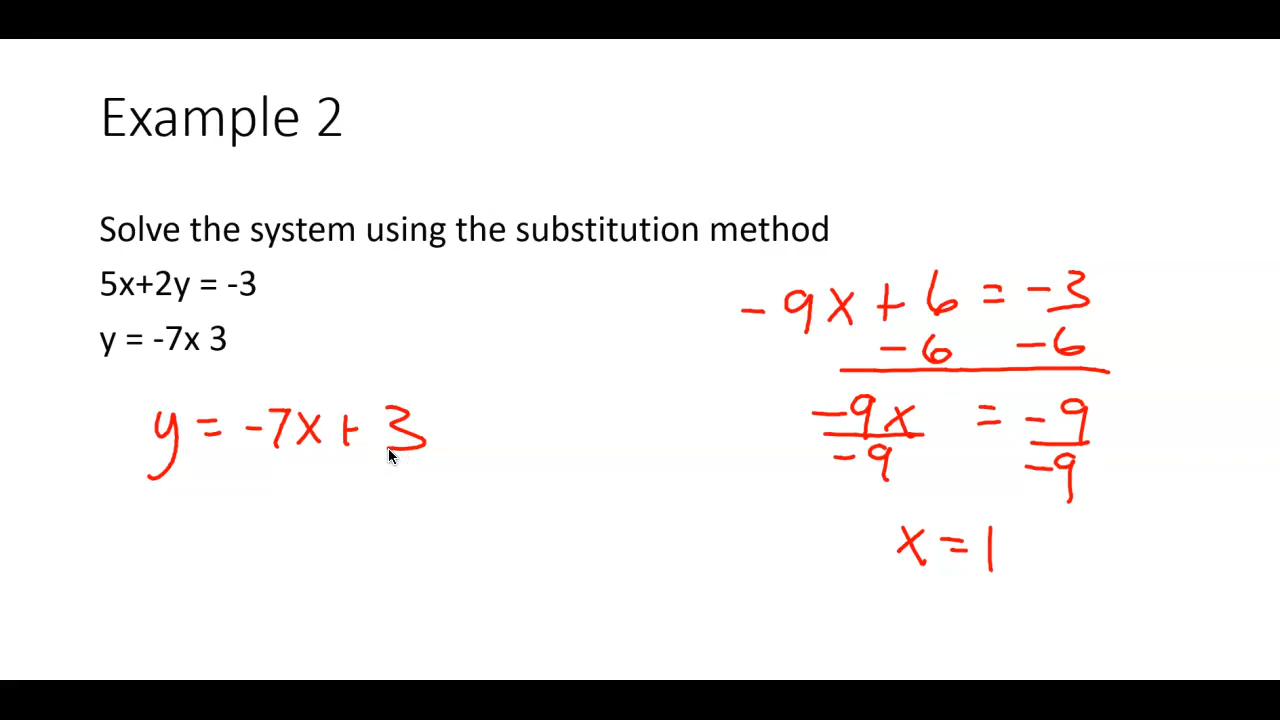 Example 2
Solve the system using the substitution method
5x+2y = -3
y = -7x 3
y = -7x + 3
-9x + 6 = -3
-6 -6
-9x = -9
-9 -9
x = 1